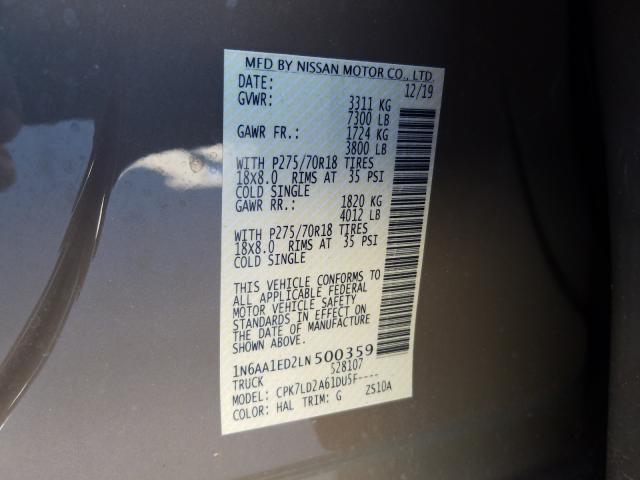 MFD BY NISSAN MOTOR CO., LTD.
DATE: 12/19
GVWR: 3311 KG
7300 LB
GAWR FR.: 1724 KG
3800 LB
WITH P275/70R18 TIRES
18X8.0 RIMS AT 35 PSI
COLD SINGLE
GAWR RR.: 1820 KG
4012 LB
WITH P275/70R18 TIRES
18X8.0 RIMS AT 35 PSI
COLD SINGLE
THIS VEHICLE CONFORMS TO
ALL APPLICABLE FEDERAL
MOTOR VEHICLE SAFETY
STANDARDS IN EFFECT ON
THE DATE OF MANUFACTURE
SHOWN ABOVE.
1N6AA1ED2LN500359
TRUCK 528107
MODEL: CPK7LD2A61DU5F----
COLOR: HAL TRIM: G ZS10A